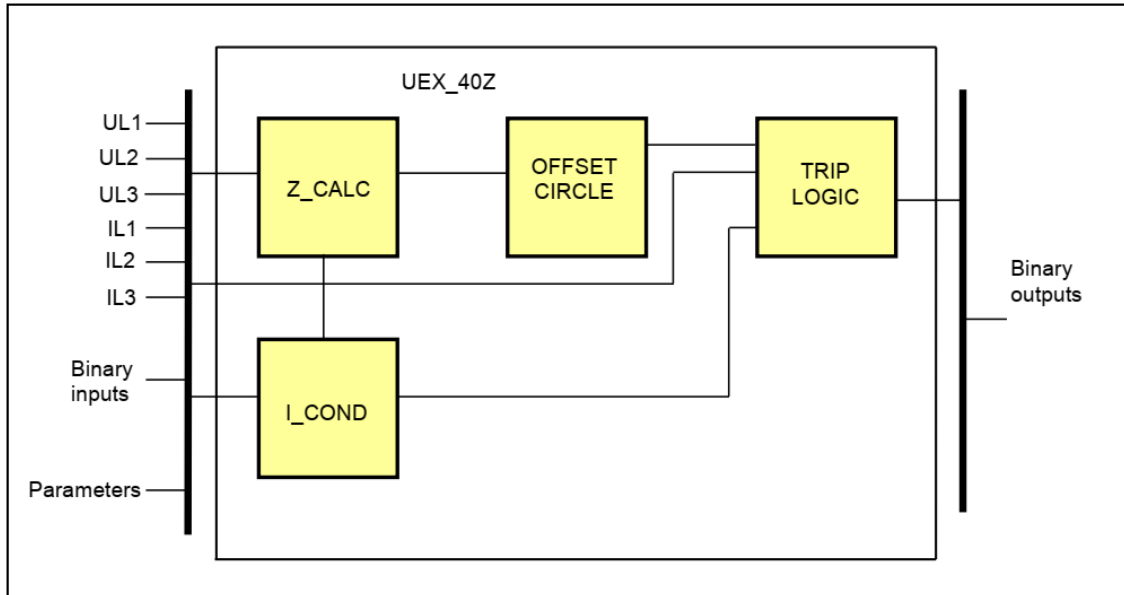 UEX_40Z
UL1
UL2
UL3
IL1
IL2
IL3
Binary
inputs
Parameters
Z_CALC
I_COND
OFFSET
CIRCLE
TRIP
LOGIC
Binary
outputs